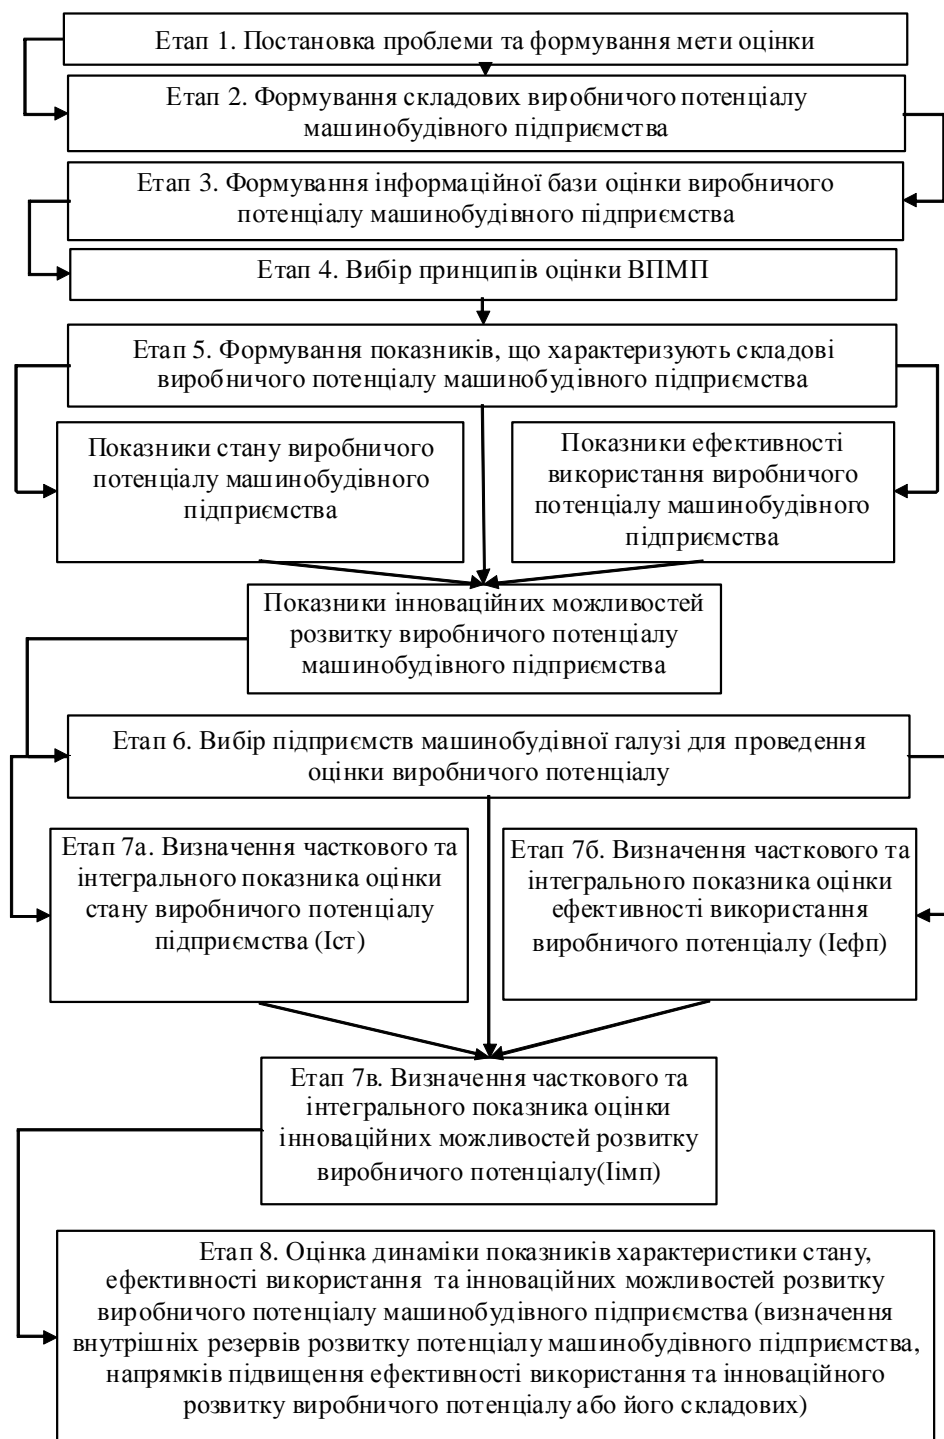 Етап 1. Постановка проблеми та формування мети оцінки
Етап 2. Формування складових виробничого потенціалу
машинобудівного підприємства
Етап 3. Формування інформаційної бази оцінки виробничого
потенціалу машинобудівного підприємства
Етап 4. Вибір принципів оцінки ВПМП
Етап 5. Формування показників, що характеризують складові
виробничого потенціалу машинобудівного підприємства
Показники стану виробничого
потенціалу машинобудівного
підприємства
Показники ефективності
використання виробничого
потенціалу машинобудівного
підприємства
Показники інноваційних можливостей
розвитку виробничого потенціалу
машинобудівного підприємства
Етап 6. Вибір підприємств машинобудівної галузі для проведення
оцінки виробничого потенціалу
Етап 7а. Визначення часткового та
інтегрального показника оцінки
стану виробничого потенціалу
підприємства (Іст)
Етап 7б. Визначення часткового та
інтегрального показника оцінки
ефективності використання
виробничого потенціалу (Іефп)
Етап 7в. Визначення часткового та
інтегрального показника оцінки
інноваційних можливостей розвитку
виробничого потенціалу(Іімп)
Етап 8. Оцінка динаміки показників характеристики стану,
ефективності використання та інноваційних можливостей розвитку
виробничого потенціалу машинобудівного підприємства (визначення
внутрішніх резервів розвитку потенціалу машинобудівного підприємства,
напрямків підвищення ефективності використання та інноваційного
розвитку виробничого потенціалу або його складових)